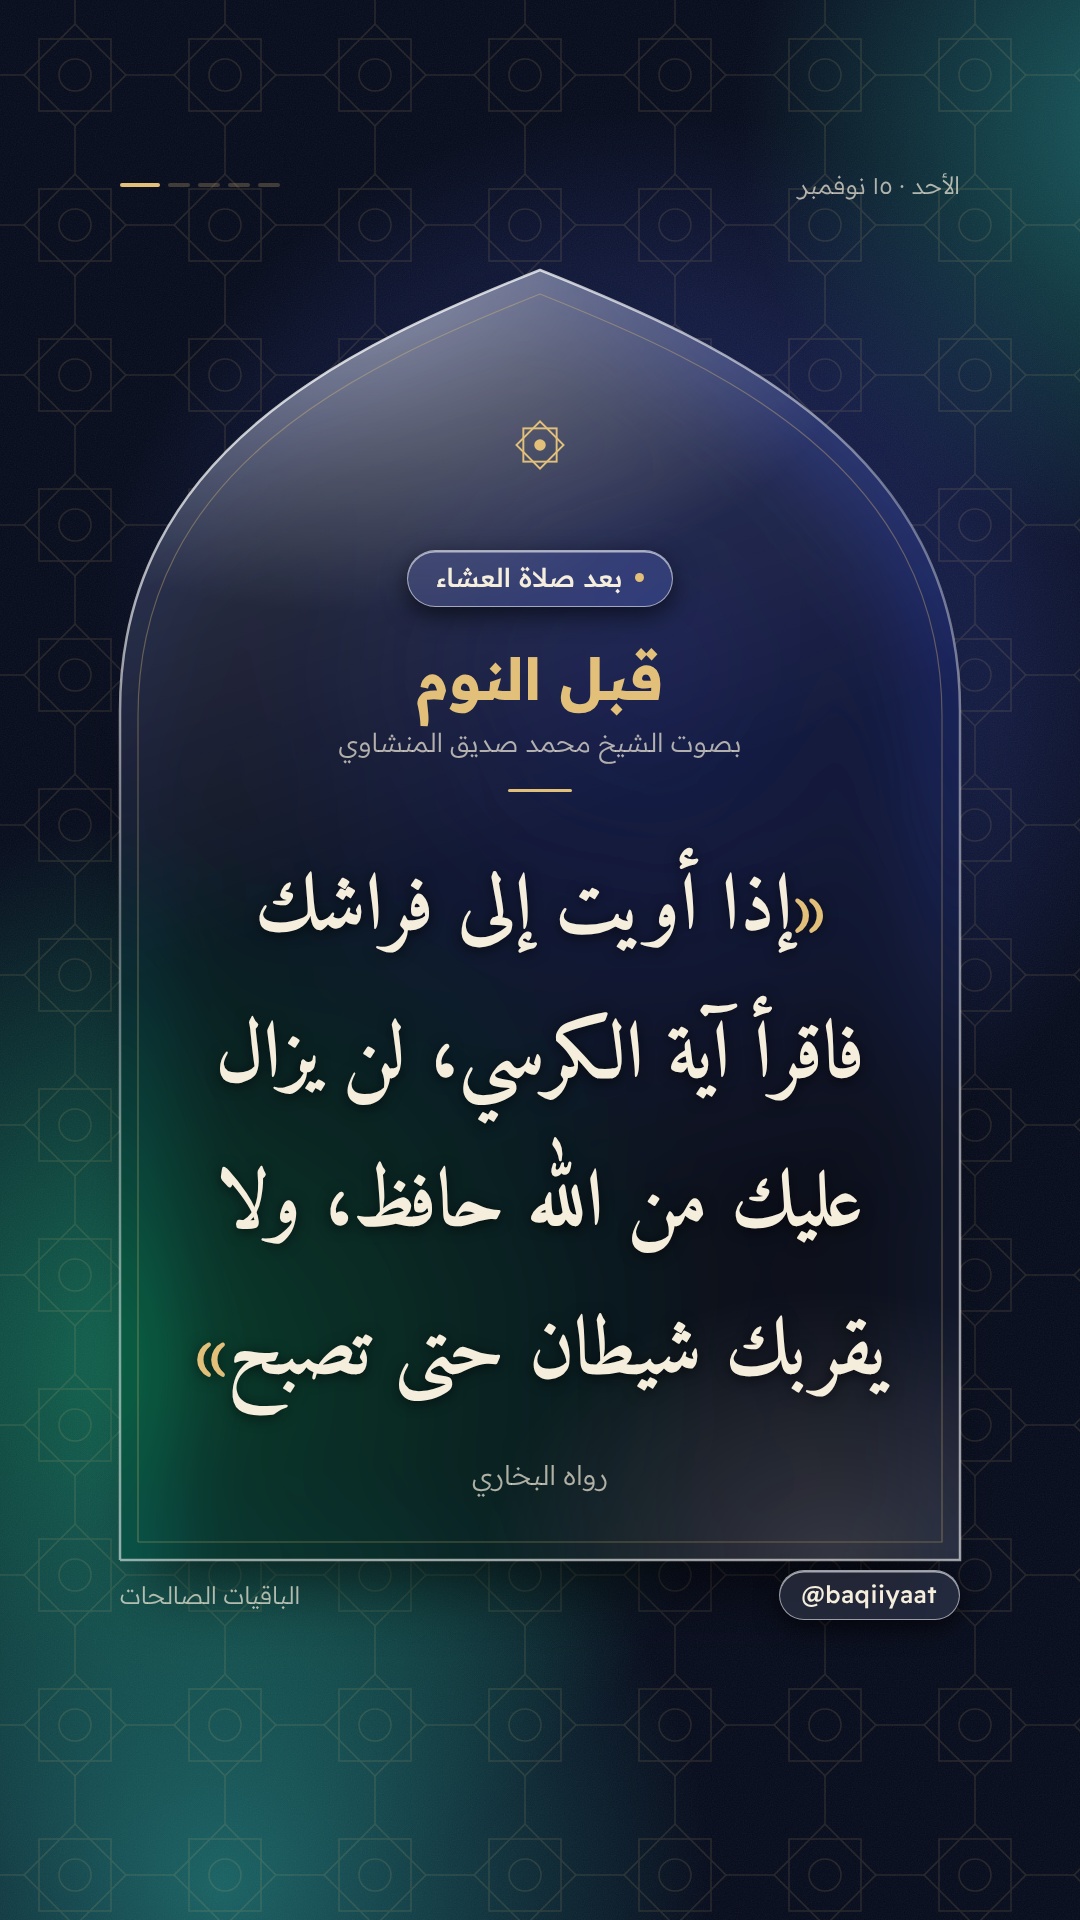 الأحد · ١٥ نوفمبر
بعد صلاة العشاء
قبل النوم
بصوت الشيخ محمد صديق المنشاوي
«إذا أويت إلى فراشك
فاقرأ آية الكرسي، لن يزال
عليك من الله حافظ، ولا
يقربك شيطان حتى تصبح»
رواه البخاري
@baqiiyaat
الباقيات الصالحات